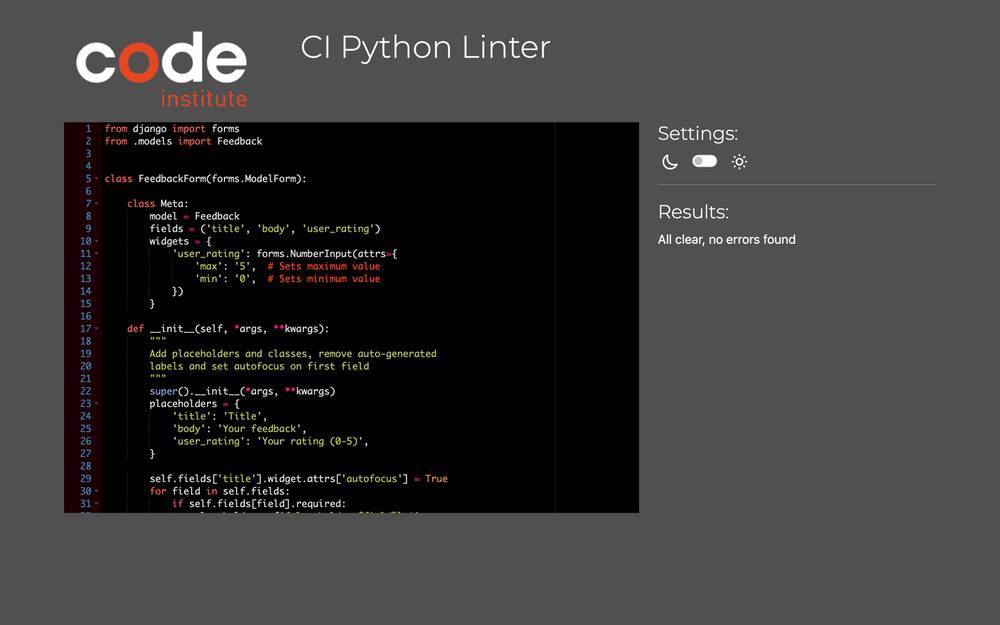 code
institute
CI Python Linter
1 from django import forms
2 from .models import Feedback
3
4
5 class FeedbackForm(forms.ModelForm):
6
7     class Meta:
8         model = Feedback
9         fields = ('title', 'body', 'user_rating')
10         widgets = {
11             'user_rating': forms.NumberInput(attrs={
12                 'max': '5',  # Sets maximum value
13                 'min': '0',  # Sets minimum value
14             })
15         }
16
17     def __init__(self, *args, **kwargs):
18         """
19         Add placeholders and classes, remove auto-generated
20         labels and set autofocus on first field
21         """
22         super().__init__(*args, **kwargs)
23         placeholders = {
24             'title': 'Title',
25             'body': 'Your feedback',
26             'user_rating': 'Your rating (0-5)',
27         }
28
29         self.fields['title'].widget.attrs['autofocus'] = True
30         for field in self.fields:
31             if self.fields[field].required:
Settings:
Results:
All clear, no errors found